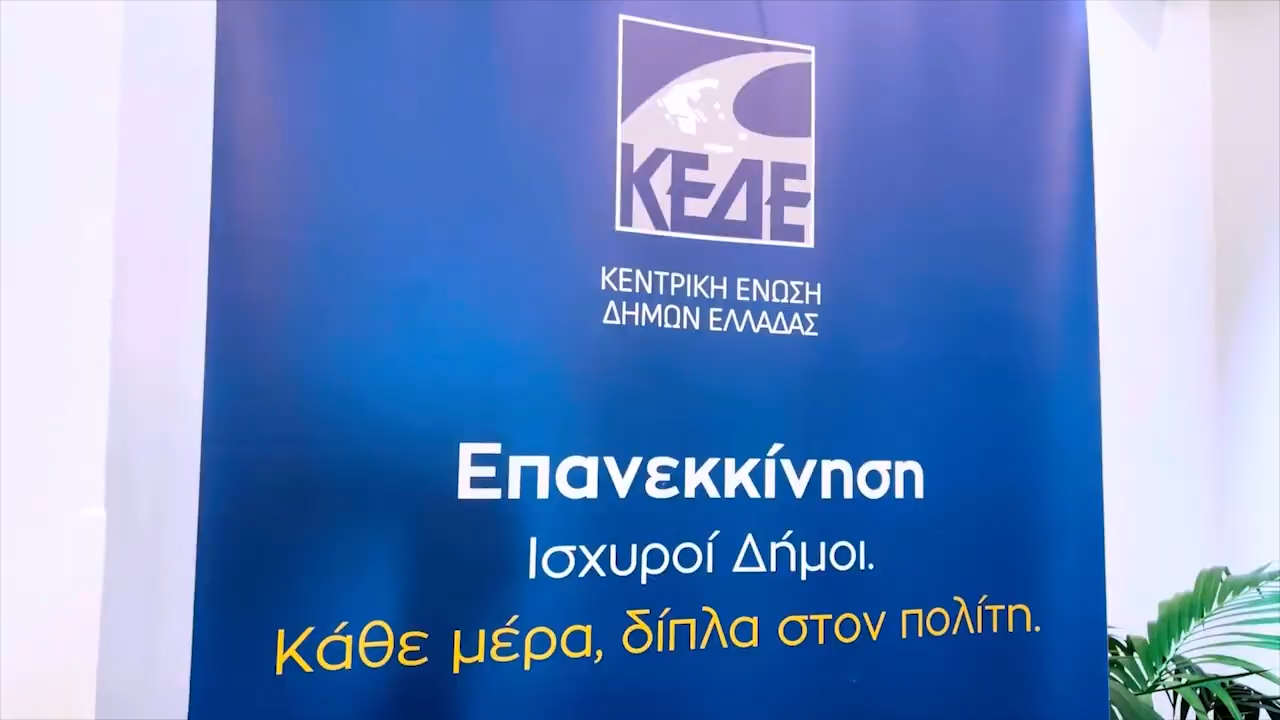 ΚΕΔΕ
ΚΕΝΤΡΙΚΗ ΕΝΩΣΗ
ΔΗΜΩΝ ΕΛΛΑΔΑΣ
Επανεκκίνηση
Ισχυροί Δήμοι.
Κάθε μέρα, δίπλα στον πολίτη.